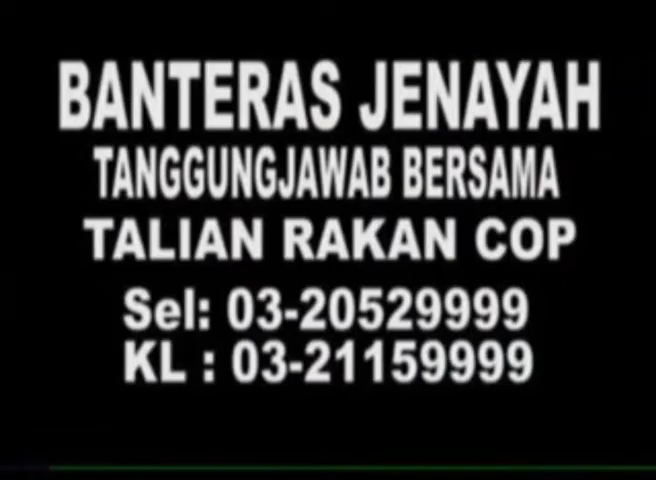 BANTERAS JENAYAH
TANGGUNGJAWAB BERSAMA
TALIAN RAKAN COP
Sel: 03-20529999
KL : 03-21159999